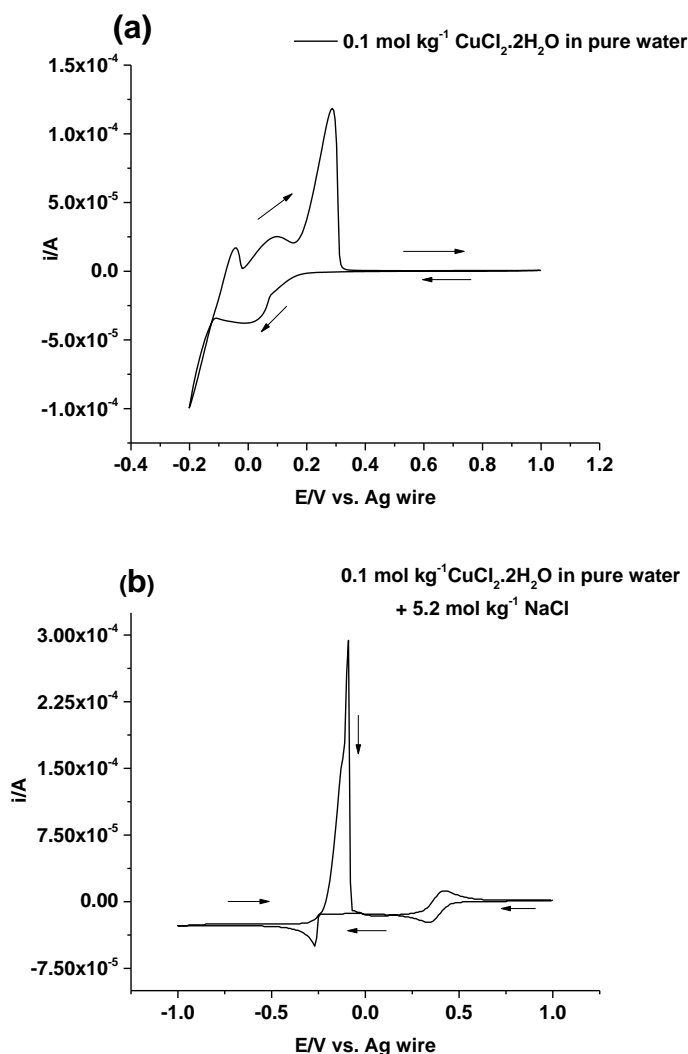 (a)
0.1 mol kg⁻¹ CuCl₂.2H₂O in pure water
1.5x10⁻⁴
1.0x10⁻⁴
5.0x10⁻⁵
0.0
-5.0x10⁻⁵
-1.0x10⁻⁴
i/A
-0.4 -0.2 0.0 0.2 0.4 0.6 0.8 1.0 1.2
E/V vs. Ag wire
(b)
0.1 mol kg⁻¹CuCl₂.2H₂O in pure water
+ 5.2 mol kg⁻¹ NaCl
3.00x10⁻⁴
2.25x10⁻⁴
7.50x10⁻⁵
0.00
-7.50x10⁻⁵
i/A
-1.0 -0.5 0.0 0.5 1.0
E/V vs. Ag wire